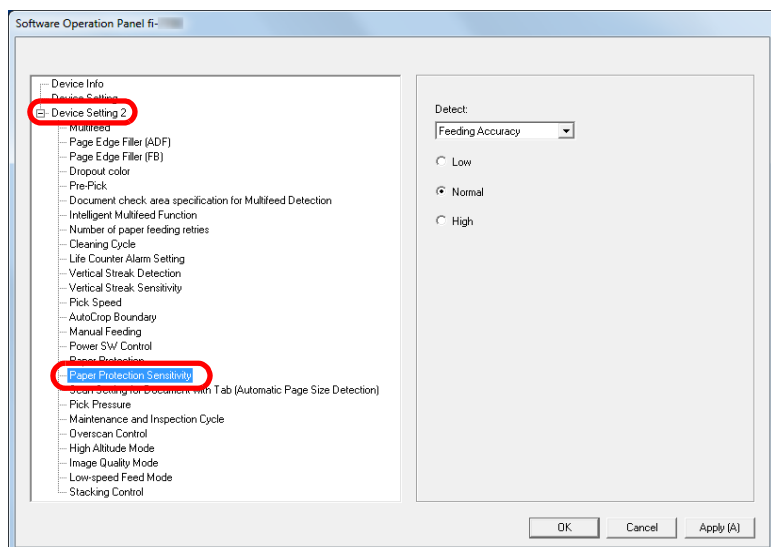 Software Operation Panel fi-
Device Info
Device Setting
Device Setting 2
Multifeed
Page Edge Filler (ADF)
Page Edge Filler (FB)
Dropout color
Pre-Pick
Document check area specification for Multifeed Detection
Intelligent Multifeed Function
Number of paper feeding retries
Cleaning Cycle
Life Counter Alarm Setting
Vertical Streak Detection
Vertical Streak Sensitivity
Pick Speed
AutoCrop Boundary
Manual Feeding
Power SW Control
Paper Protection
Paper Protection Sensitivity
Scan Setting for Document with Tab (Automatic Page Size Detection)
Pick Pressure
Maintenance and Inspection Cycle
Overscan Control
High Altitude Mode
Image Quality Mode
Low-speed Feed Mode
Stacking Control
Detect:
Feeding Accuracy
Low
Normal
High
OK
Cancel
Apply (A)